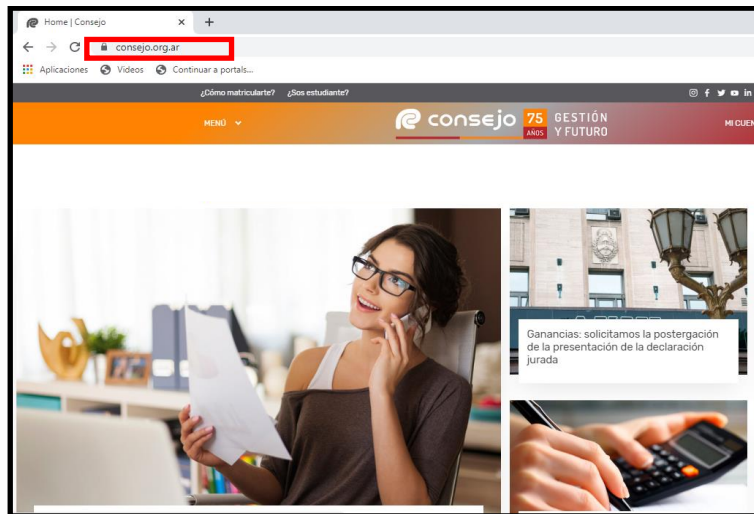 Home | Consejo
consejo.org.ar
Aplicaciones Videos Continuar a portals...
¿Cómo matricularte? ¿Sos estudiante?
MENÚ
consejo 75 AÑOS GESTIÓN Y FUTURO
MI CUEN
Ganancias: solicitamos la postergación
de la presentación de la declaración
jurada